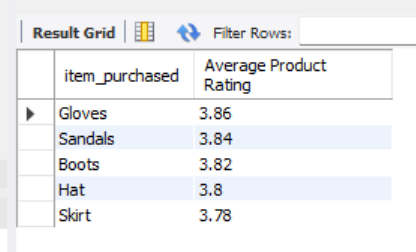 Result Grid Filter Rows:
item_purchased Average Product Rating
Gloves 3.86
Sandals 3.84
Boots 3.82
Hat 3.8
Skirt 3.78